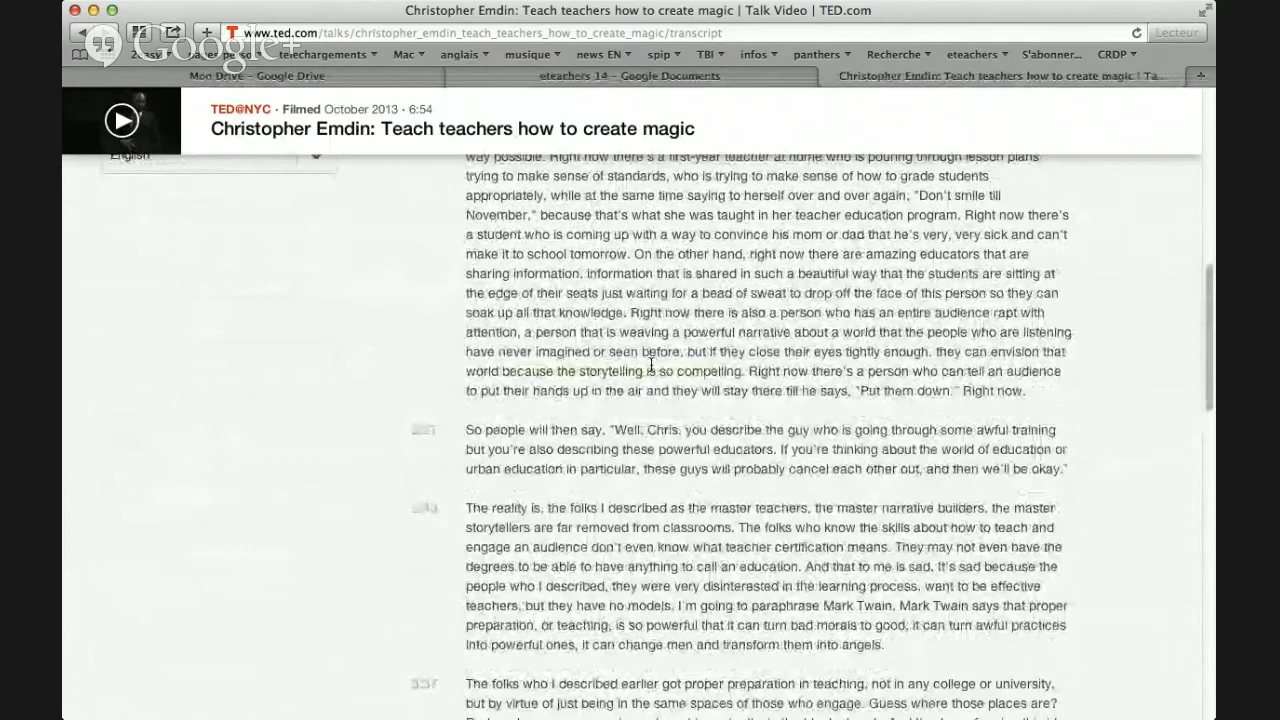 Christopher Emdin: Teach teachers how to create magic | Talk Video | TED.com
www.ted.com/talks/christophe_emdin_teach_teachers_how_to_create_magic/transcript
Lecteur
Google+
telechargements Mac anglais musique news EN spip TBI infos panthers Recherche eteachers S'abonner... CRDP
Mon Drive – Google Drive
eteachers 14 – Google Documents
Christopher Emdin: Teach teachers how to create magic | Talk Video | Ta...
TED@NYC · Filmed October 2013 · 6:54
Christopher Emdin: Teach teachers how to create magic
English
way possible. Right now there's a first-year teacher at home who is pouring through lesson plans
trying to make sense of standards, who is trying to make sense of how to grade students
appropriately, while at the same time saying to herself over and over again, "Don't smile till
November," because that's what she was taught in her teacher education program. Right now there's
a student who is coming up with a way to convince his mom or dad that he's very, very sick and can't
make it to school tomorrow. On the other hand, right now there are amazing educators that are
sharing information, information that is shared in such a beautiful way that the students are sitting at
the edge of their seats just waiting for a bead of sweat to drop off the face of this person so they can
soak up all that knowledge. Right now there is also a person who has an entire audience rapt with
attention, a person that is weaving a powerful narrative about a world that the people who are listening
have never imagined or seen before, but if they close their eyes tightly enough, they can envision that
world because the storytelling is so compelling. Right now there's a person who can tell an audience
to put their hands up in the air and they will stay there till he says, "Put them down." Right now.
So people will then say, "Well, Chris, you describe the guy who is going through some awful training
but you're also describing these powerful educators. If you're thinking about the world of education or
urban education in particular, these guys will probably cancel each other out, and then we'll be okay."
The reality is, the folks I described as the master teachers, the master narrative builders, the master
storytellers are far removed from classrooms. The folks who know the skills about how to teach and
engage an audience don't even know what teacher certification means. They may not even have the
degrees to be able to have anything to call an education. And that to me is sad. It's sad because the
people who I described, they were very disinterested in the learning process, want to be effective
teachers, but they have no models. I'm going to paraphrase Mark Twain. Mark Twain says that proper
preparation, or teaching, is so powerful that it can turn bad morals to good, it can turn awful practices
into powerful ones, it can change men and transform them into angels.
3:37
The folks who I described earlier got proper preparation in teaching, not in any college or university,
but by virtue of just being in the same spaces of those who engage. Guess where those places are?